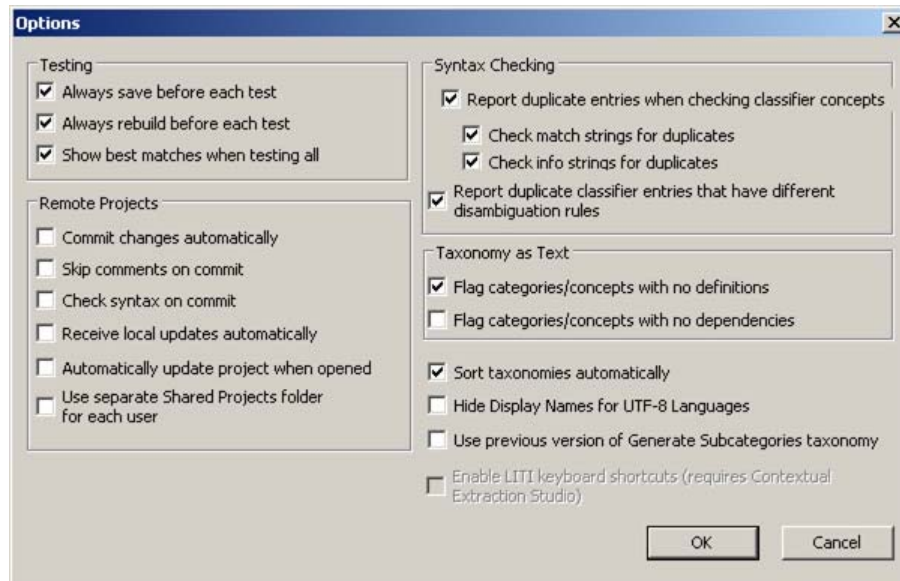 Options
Testing
Always save before each test
Always rebuild before each test
Show best matches when testing all
Remote Projects
Commit changes automatically
Skip comments on commit
Check syntax on commit
Receive local updates automatically
Automatically update project when opened
Use separate Shared Projects folder
for each user
Syntax Checking
Report duplicate entries when checking classifier concepts
Check match strings for duplicates
Check info strings for duplicates
Report duplicate classifier entries that have different
disambiguation rules
Taxonomy as Text
Flag categories/concepts with no definitions
Flag categories/concepts with no dependencies
Sort taxonomies automatically
Hide Display Names for UTF-8 Languages
Use previous version of Generate Subcategories taxonomy
Enable LITI keyboard shortcuts (requires Contextual
Extraction Studio)
OK
Cancel